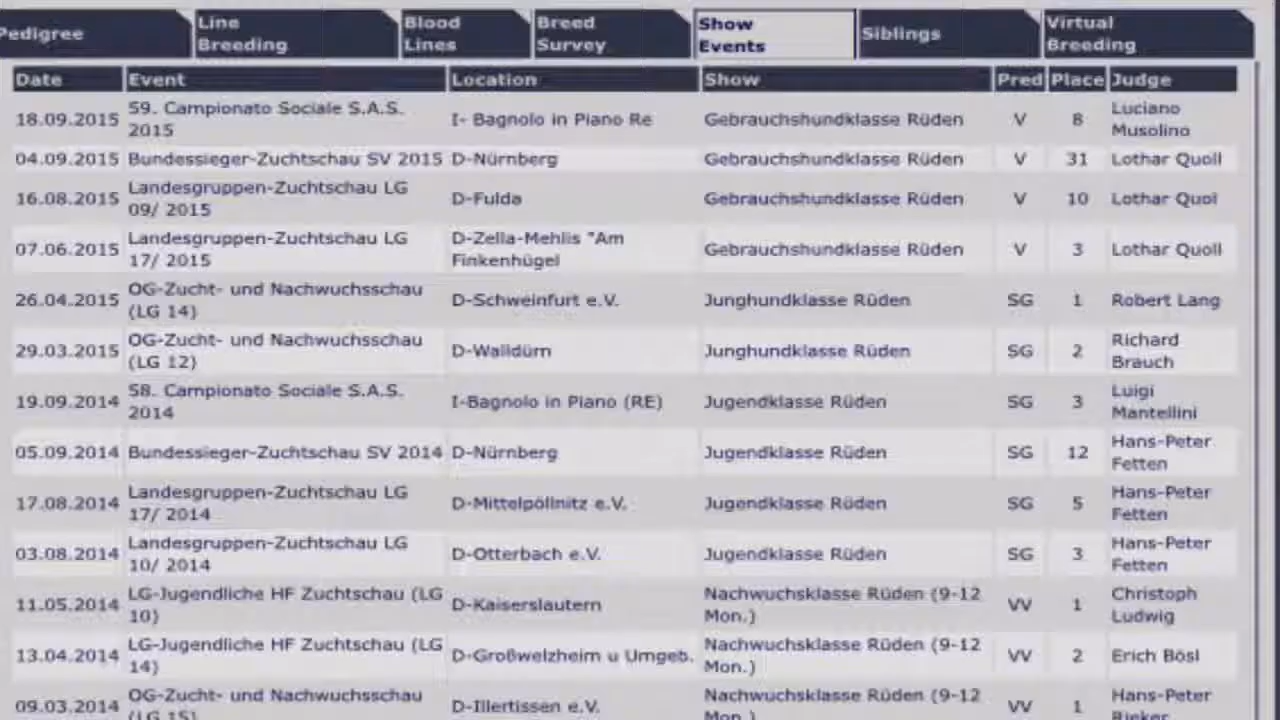 Pedigree
Line
Breeding
Blood
Lines
Breed
Survey
Show
Events
Siblings
Virtual
Breeding
Date Event Location Show Pred Place Judge
18.09.2015 59. Campionato Sociale S.A.S.
2015 I- Bagnolo in Piano Re Gebrauchshundklasse Rüden V 8 Luciano
Musolino
04.09.2015 Bundessieger-Zuchtschau SV 2015 D-Nürnberg Gebrauchshundklasse Rüden V 31 Lothar Quoll
16.08.2015 Landesgruppen-Zuchtschau LG
09/ 2015 D-Fulda Gebrauchshundklasse Rüden V 10 Lothar Quol
07.06.2015 Landesgruppen-Zuchtschau LG
17/ 2015 D-Zella-Mehlis "Am
Finkenhügel Gebrauchshundklasse Rüden V 3 Lothar Quoll
26.04.2015 OG-Zucht- und Nachwuchsschau
(LG 14) D-Schweinfurt e.V. Junghundklasse Rüden SG 1 Robert Lang
29.03.2015 OG-Zucht- und Nachwuchsschau
(LG 12) D-Walldürn Junghundklasse Rüden SG 2 Richard
Brauch
19.09.2014 58. Campionato Sociale S.A.S.
2014 I-Bagnolo in Piano (RE) Jugendklasse Rüden SG 3 Luigi
Mantellini
05.09.2014 Bundessieger-Zuchtschau SV 2014 D-Nürnberg Jugendklasse Rüden SG 12 Hans-Peter
Fetten
17.08.2014 Landesgruppen-Zuchtschau LG
17/ 2014 D-Mittelpöllnitz e.V. Jugendklasse Rüden SG 5 Hans-Peter
Fetten
03.08.2014 Landesgruppen-Zuchtschau LG
10/ 2014 D-Otterbach e.V. Jugendklasse Rüden SG 3 Hans-Peter
Fetten
11.05.2014 LG-Jugendliche HF Zuchtschau (LG
10) D-Kaiserslautern Nachwuchsklasse Rüden (9-12
Mon.) VV 1 Christoph
Ludwig
13.04.2014 LG-Jugendliche HF Zuchtschau (LG
14) D-Großwelzheim u Umgeb. Nachwuchsklasse Rüden (9-12
Mon.) VV 2 Erich Bösl
09.03.2014 OG-Zucht- und Nachwuchsschau
(LG 15) D-Illertissen e.V. Nachwuchsklasse Rüden (9-12
Mon.) VV 1 Hans-Peter
Rieker